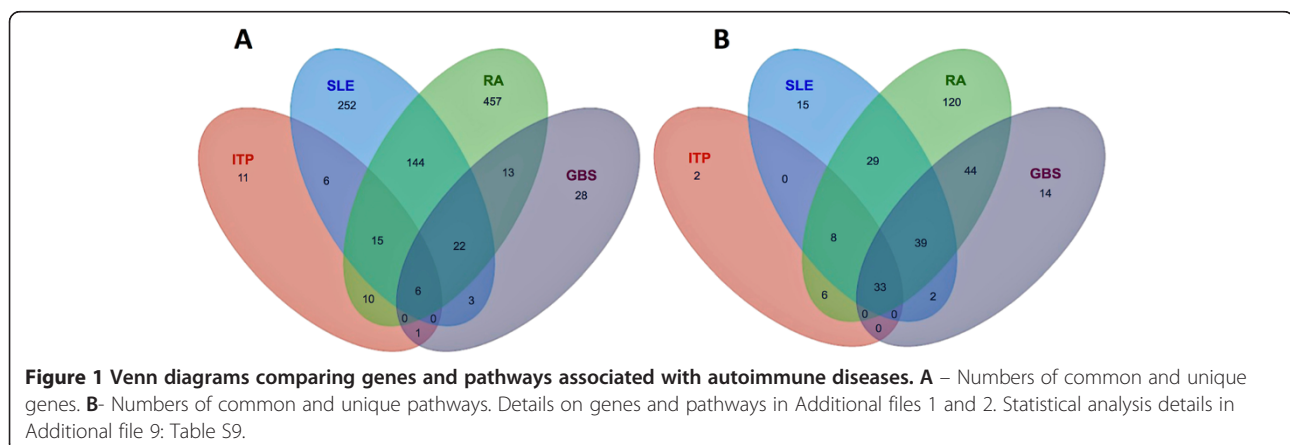 A
B
SLE
252
RA
457
ITP
11
6
144
13
GBS
28
15
22
10
6
3
0
0
1
SLE
15
RA
120
ITP
2
0
29
44
GBS
14
8
39
6
33
2
0
0
0
Figure 1 Venn diagrams comparing genes and pathways associated with autoimmune diseases. A – Numbers of common and unique
genes. B- Numbers of common and unique pathways. Details on genes and pathways in Additional files 1 and 2. Statistical analysis details in
Additional file 9: Table S9.